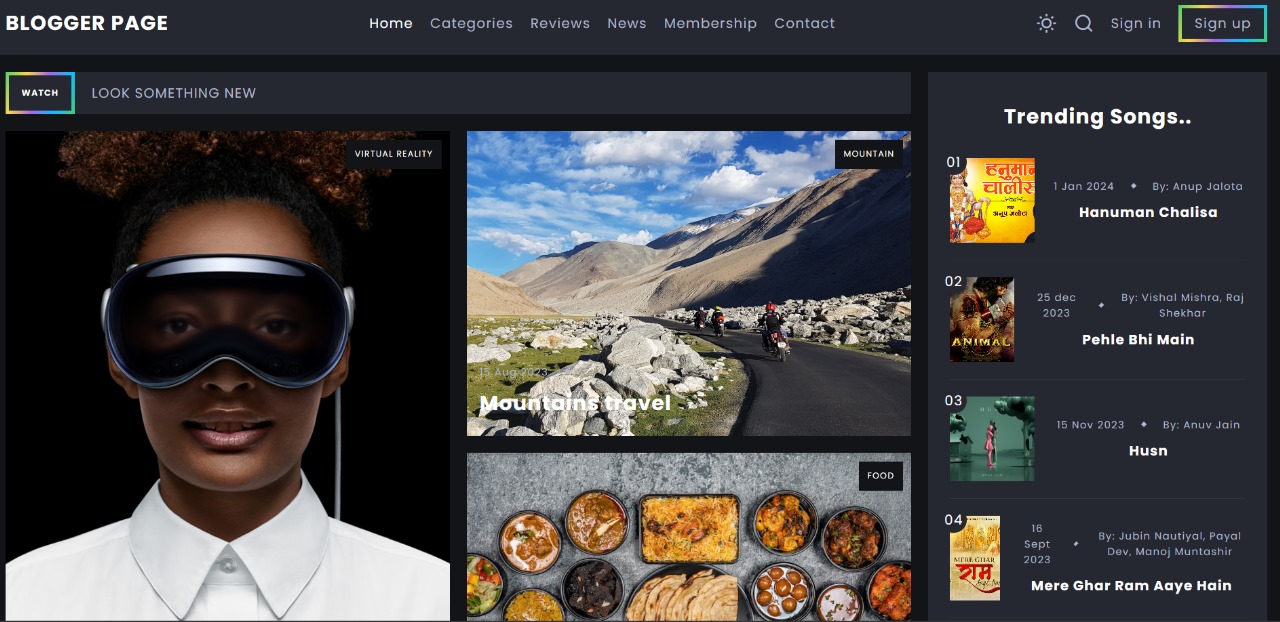 BLOGGER PAGE
Home Categories Reviews News Membership Contact
Sign in Sign up
WATCH LOOK SOMETHING NEW
VIRTUAL REALITY
MOUNTAIN
15 Aug 2023
Mountains travel
FOOD
Trending Songs..
01
हनुमान
चालीसा
1 Jan 2024 ◆ By: Anup Jalota
Hanuman Chalisa
02
ANIMAL
25 dec
2023
◆
By: Vishal Mishra, Raj
Shekhar
Pehle Bhi Main
03
15 Nov 2023 ◆ By: Anuv Jain
Husn
04
MERE GHAR
राम
16
Sept
2023
◆
By: Jubin Nautiyal, Payal
Dev, Manoj Muntashir
Mere Ghar Ram Aaye Hain